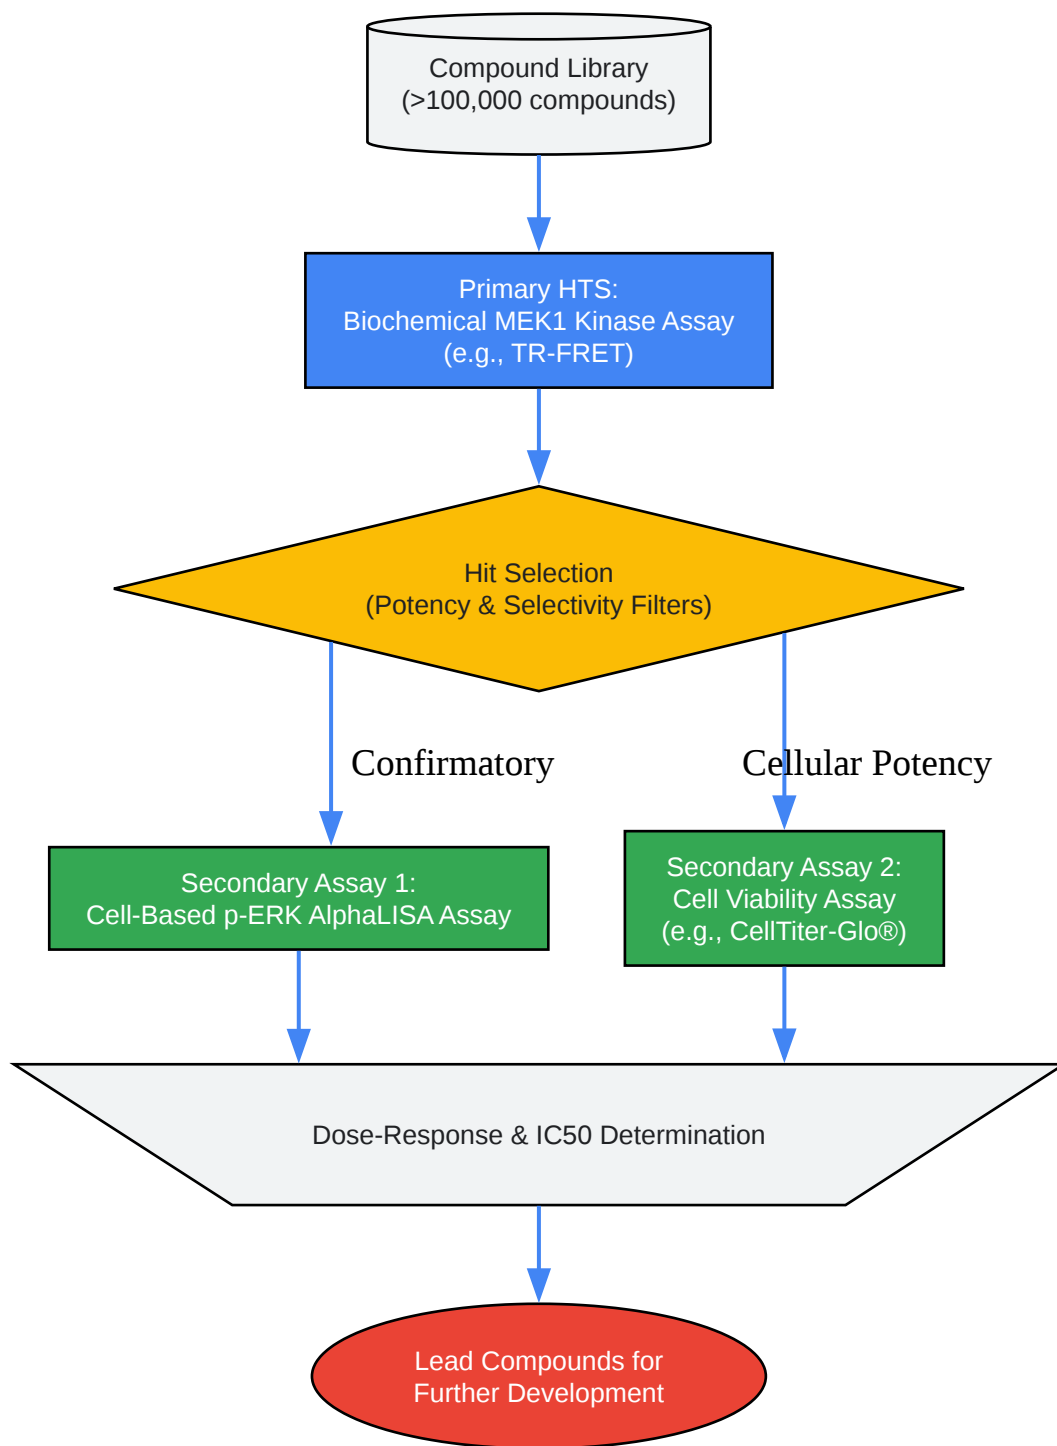 Compound Library
(>100,000 compounds)
Primary HTS:
Biochemical MEK1 Kinase Assay
(e.g., TR-FRET)
Hit Selection
(Potency & Selectivity Filters)
Confirmatory
Cellular Potency
Secondary Assay 1:
Cell-Based p-ERK AlphaLISA Assay
Secondary Assay 2:
Cell Viability Assay
(e.g., CellTiter-Glo®)
Dose-Response & IC50 Determination
Lead Compounds for
Further Development